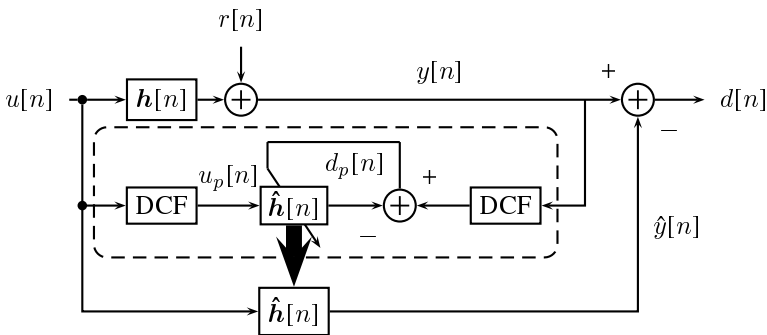 r[n]
u[n]
h[n]
+
y[n]
+
+
d[n]
−
DCF
u_p[n]
ĥ[n]
d_p[n]
−
+
+
DCF
ŷ[n]
ĥ[n]